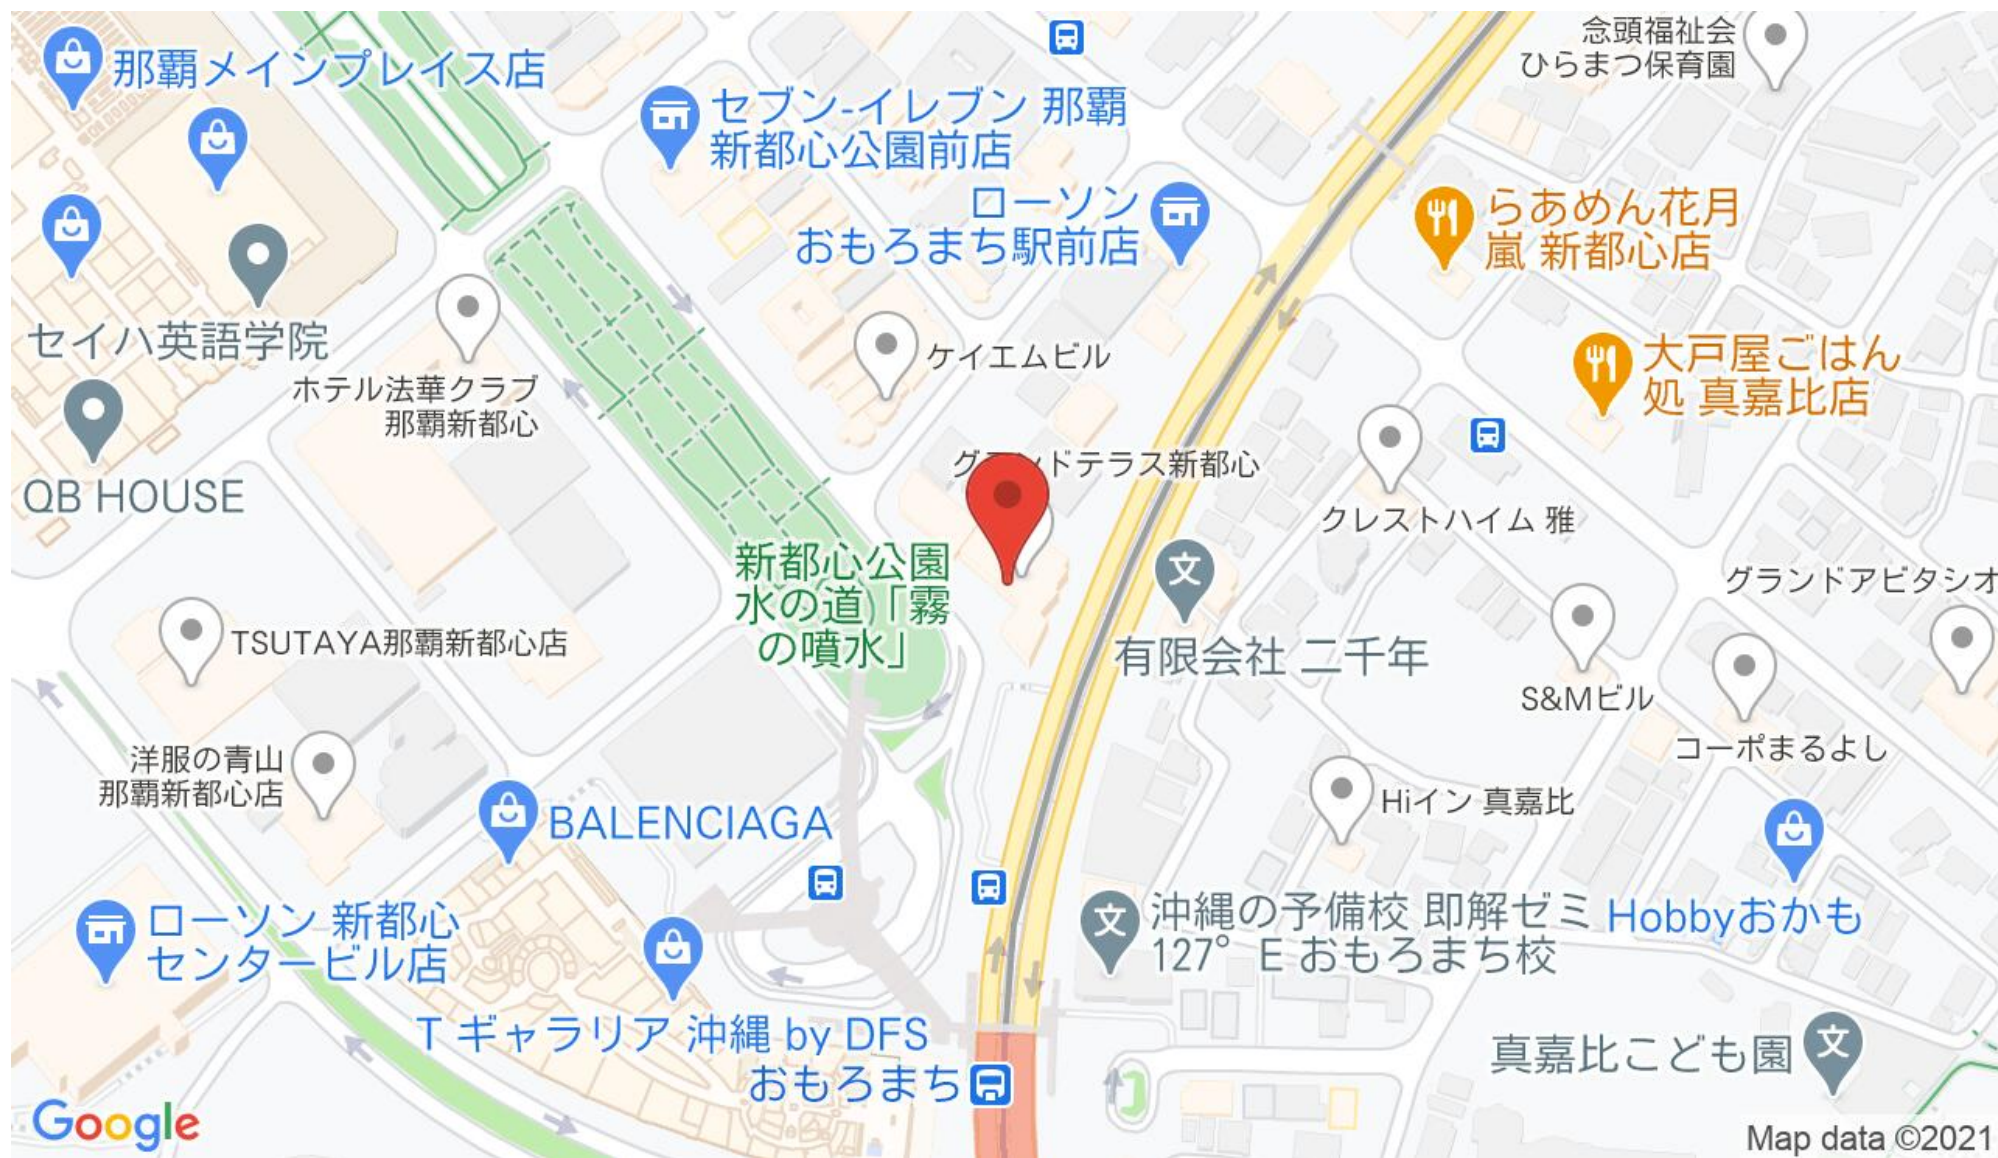 那覇メインプレイス店
セブン-イレブン 那覇
新都心公園前店
念頭福祉会
ひらまつ保育園
ローソン
おもろまち駅前店
らあめん花月
嵐 新都心店
セイハ英語学院
ホテル法華クラブ
那覇新都心
ケイエムビル
大戸屋ごはん
処 真嘉比店
QB HOUSE
グランドテラス新都心
クレストハイム 雅
新都心公園
水の道「霧
の噴水」
文
有限会社 二千年
グランドアビタシオ
TSUTAYA那覇新都心店
S&Mビル
コーポまるよし
洋服の青山
那覇新都心店
BALENCIAGA
Hiイン 真嘉比
ローソン 新都心
センタービル店
文
沖縄の予備校 即解ゼミ
127°E おもろまち校
Hobbyおかも
T ギャラリア 沖縄 by DFS
おもろまち
真嘉比こども園
文
Google
Map data ©2021